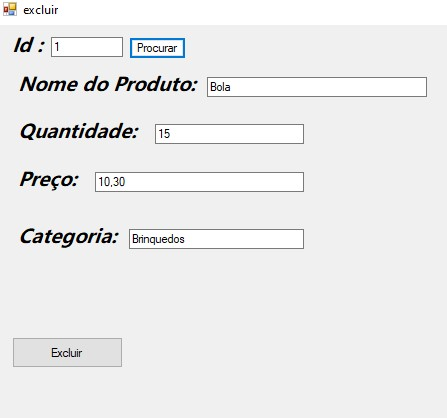 excluir
Id : 1 Procurar
Nome do Produto: Bola
Quantidade: 15
Preço: 10,30
Categoria: Brinquedos
Excluir